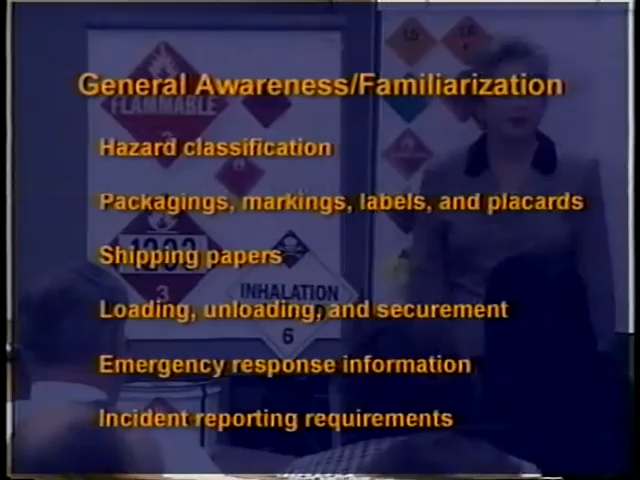 General Awareness/Familiarization
FLAMMABLE
3
Hazard classification
Packagings, markings, labels, and placards
Shipping papers
3
INHALATION
6
Loading, unloading, and securement
Emergency response information
Incident reporting requirements